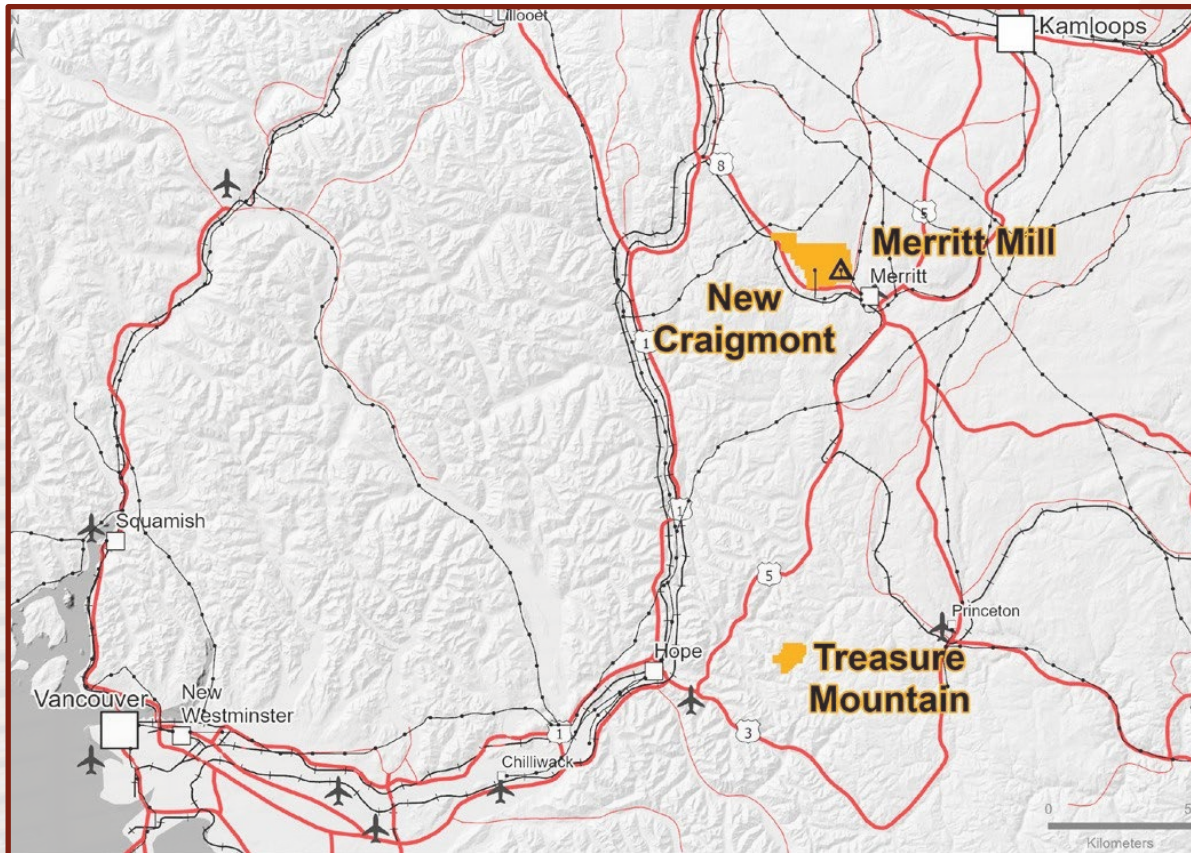 N
Lillooet
Kamloops
8
5
Merritt Mill
Merritt
New
Craigmont
1
1
Squamish
5
Princeton
Hope
Treasure
Mountain
Vancouver
New
Westminster
1
3
Chilliwack
0 5
Kilometers